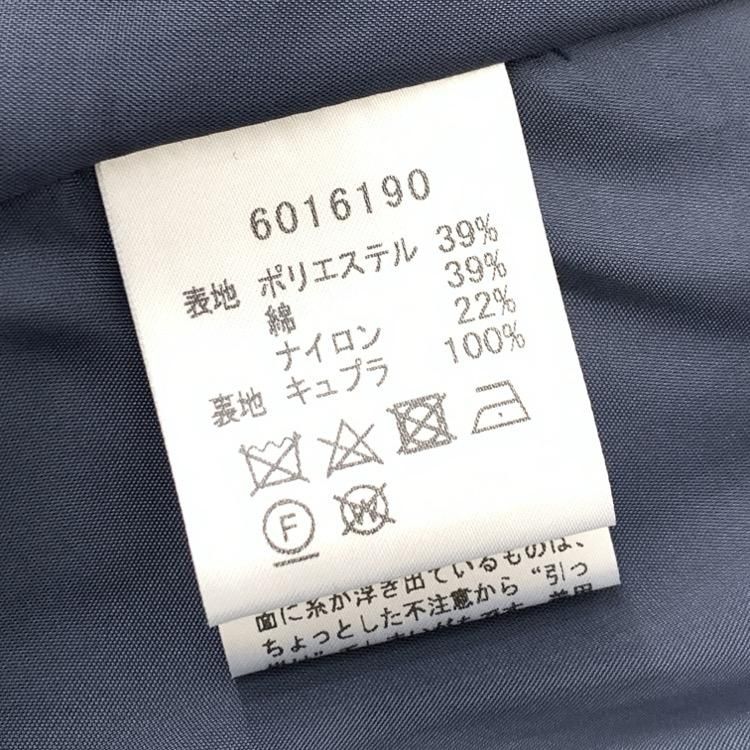 6016190
表地 ポリエステル 39%
綿 39%
ナイロン 22%
表地 キュプラ 100%
F
W
面に糸が浮き出ているものは、
ちょっとした不注意から“引っ